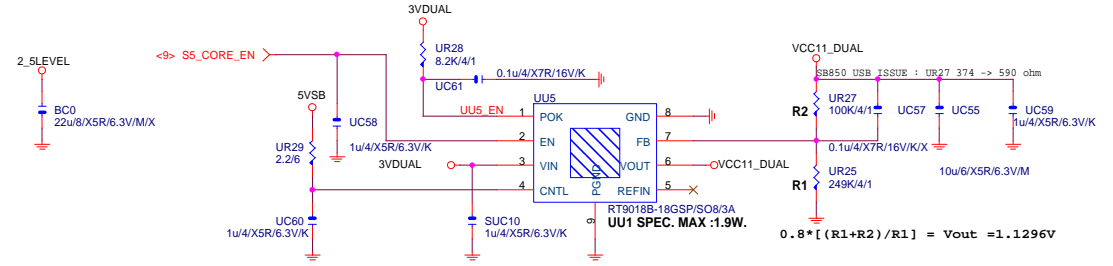 3VDUAL
<9> S5_CORE_EN
UR28
8.2K/4/1
0.1u/4/X7R/16V/K
UC61
2_5LEVEL
BC0
22u/8/X5R/6.3V/M/X
5VSB
UR29
2.2/6
UC58
1u/4/X5R/6.3V/K
3VDUAL
UC60
1u/4/X5R/6.3V/K
SUC10
1u/4/X5R/6.3V/K
UU5_EN
UU5
1 POK
2 EN
3 VIN
4 CNTL
GND 8
FB 7
VOUT 6
REFIN 5
PGND
9
VCC11_DUAL
RT9018B-18GSP/SO8/3A
UU1 SPEC. MAX :1.9W.
VCC11_DUAL
SB850 USB ISSUE : UR27 374 -> 590 ohm
R2
UR27
100K/4/1
UC57
0.1u/4/X7R/16V/K/X
UC55
10u/6/X5R/6.3V/M
UC59
1u/4/X5R/6.3V/K
R1
UR25
249K/4/1
0.8*[(R1+R2)/R1] = Vout =1.1296V